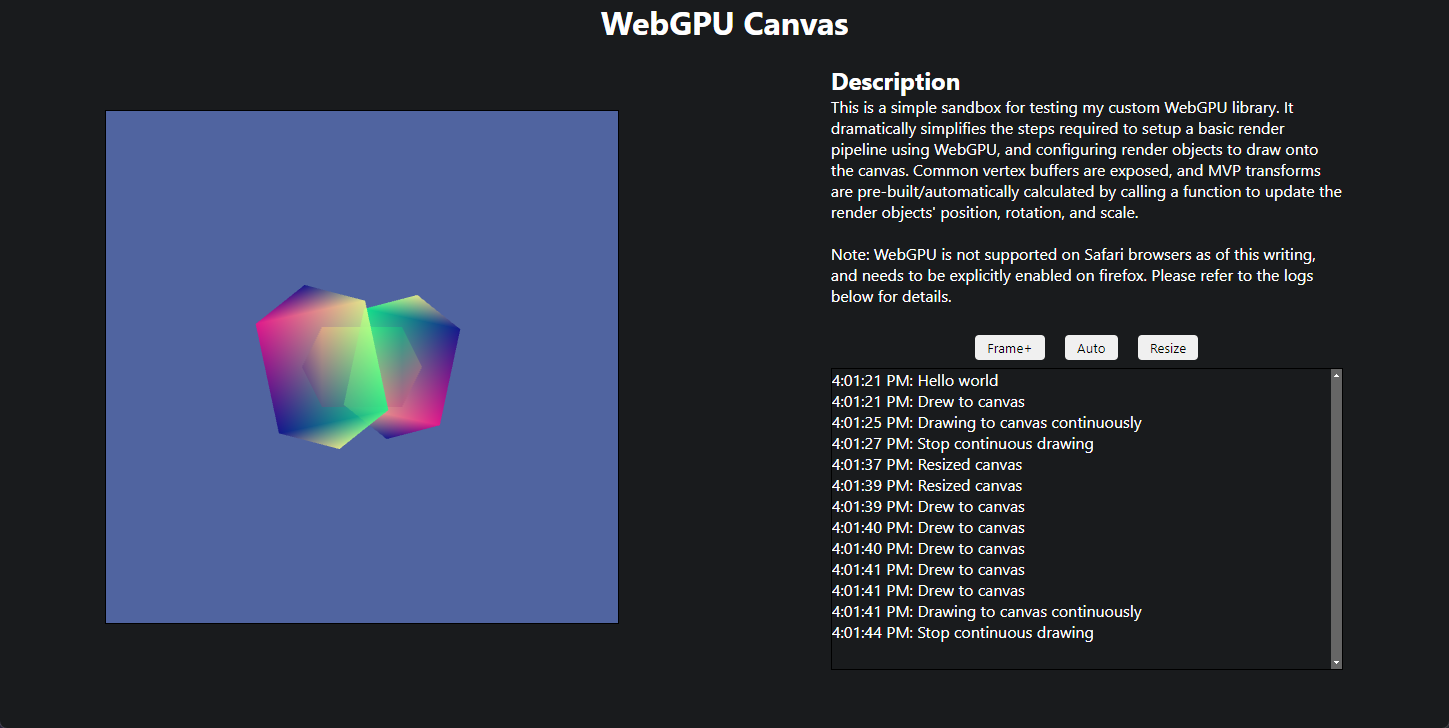 WebGPU Canvas
Description
This is a simple sandbox for testing my custom WebGPU library. It
dramatically simplifies the steps required to setup a basic render
pipeline using WebGPU, and configuring render objects to draw onto
the canvas. Common vertex buffers are exposed, and MVP transforms
are pre-built/automatically calculated by calling a function to update the
render objects' position, rotation, and scale.
Note: WebGPU is not supported on Safari browsers as of this writing,
and needs to be explicitly enabled on firefox. Please refer to the logs
below for details.
Frame+ Auto Resize
4:01:21 PM: Hello world
4:01:21 PM: Drew to canvas
4:01:25 PM: Drawing to canvas continuously
4:01:27 PM: Stop continuous drawing
4:01:37 PM: Resized canvas
4:01:39 PM: Resized canvas
4:01:39 PM: Drew to canvas
4:01:40 PM: Drew to canvas
4:01:40 PM: Drew to canvas
4:01:41 PM: Drew to canvas
4:01:41 PM: Drew to canvas
4:01:41 PM: Drawing to canvas continuously
4:01:44 PM: Stop continuous drawing